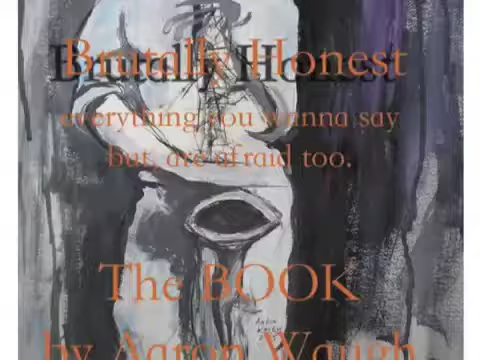 Brutally Honest
everything you wanna say
but, are afraid too.
The BOOK
by Aaron Waugh